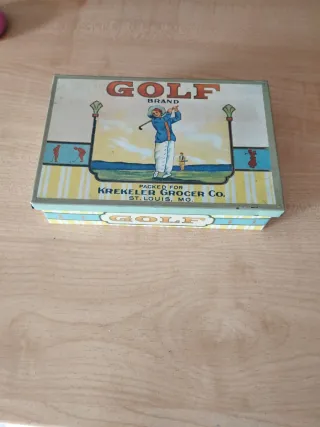 GOLF
BRAND
PACKED FOR
KREKELER GROCER CO.
ST. LOUIS, MO.
GOLF